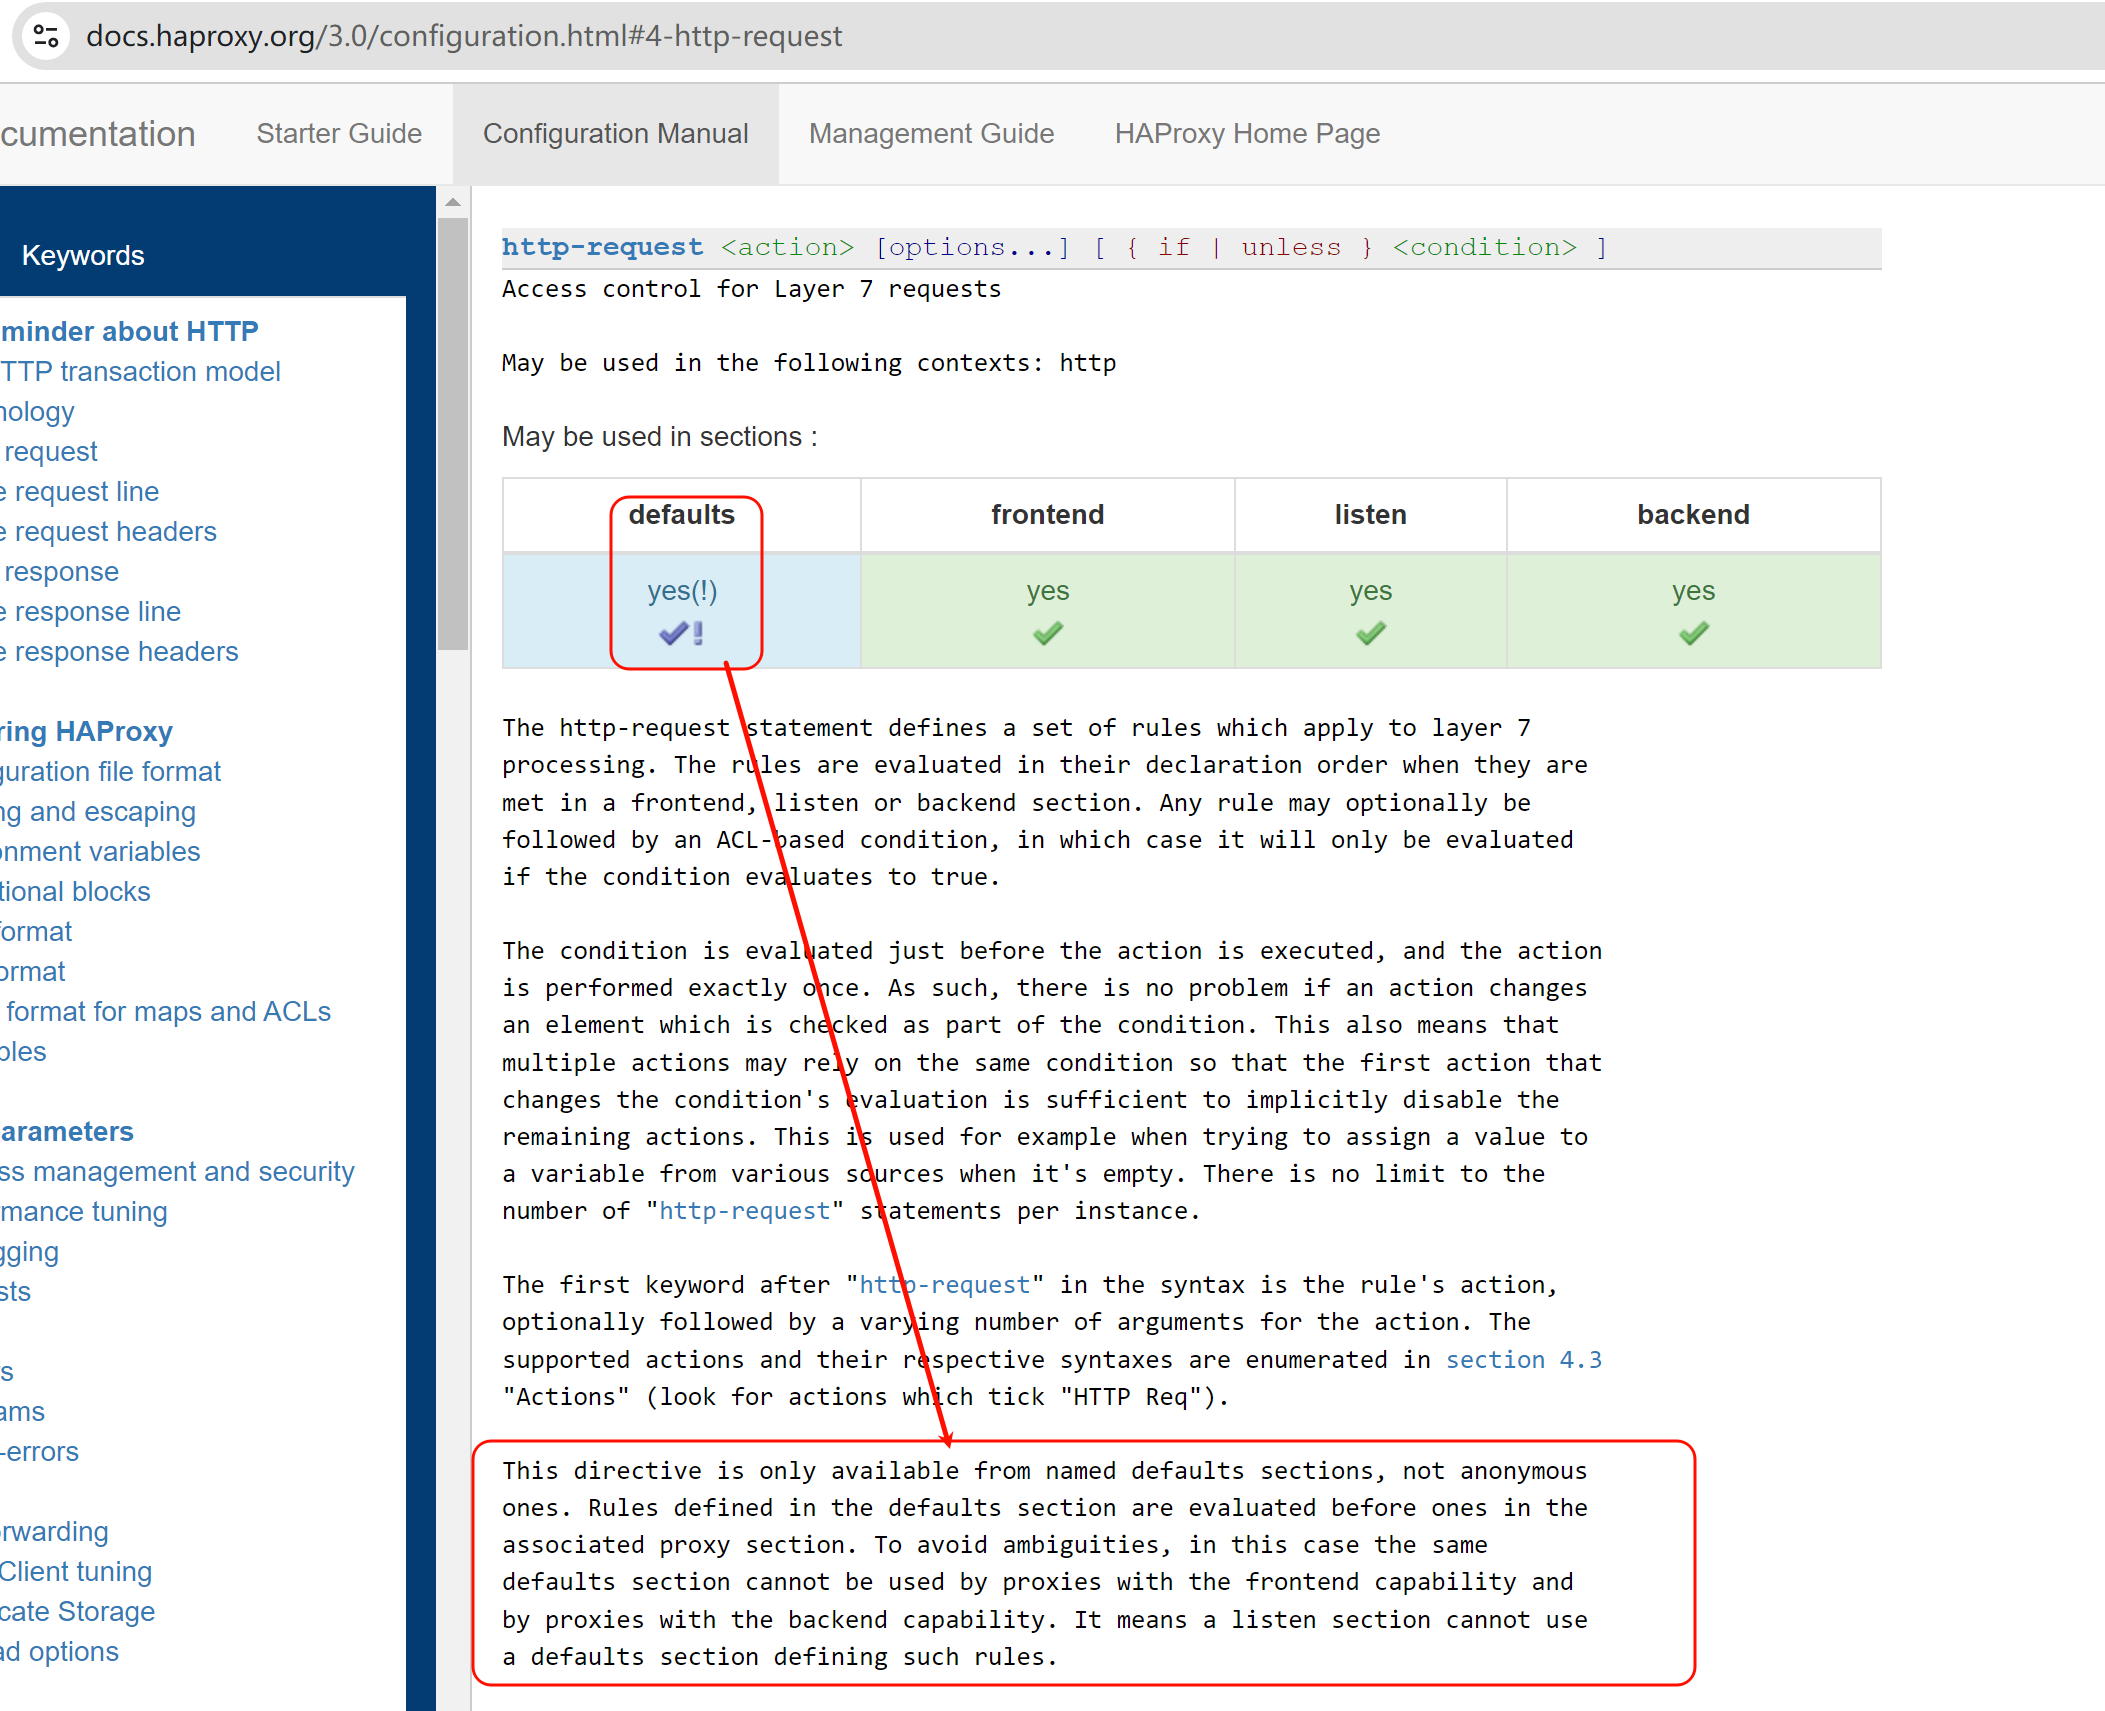 docs.haproxy.org/3.0/configuration.html#4-http-request
cumentation Starter Guide Configuration Manual Management Guide HAProxy Home Page
Keywords
minder about HTTP
TTP transaction model
nology
request
e request line
e request headers
response
e response line
e response headers
ring HAProxy
guration file format
ng and escaping
onment variables
tional blocks
format
ormat
format for maps and ACLs
ples
arameters
ss management and security
rmance tuning
gging
sts
s
ams
-errors
orwarding
Client tuning
cate Storage
ad options
http-request <action> [options...] [ { if | unless } <condition> ]
Access control for Layer 7 requests
May be used in the following contexts: http
May be used in sections :
defaults frontend listen backend
yes(!) yes yes yes
The http-request statement defines a set of rules which apply to layer 7
processing. The rules are evaluated in their declaration order when they are
met in a frontend, listen or backend section. Any rule may optionally be
followed by an ACL-based condition, in which case it will only be evaluated
if the condition evaluates to true.
The condition is evaluated just before the action is executed, and the action
is performed exactly once. As such, there is no problem if an action changes
an element which is checked as part of the condition. This also means that
multiple actions may rely on the same condition so that the first action that
changes the condition's evaluation is sufficient to implicitly disable the
remaining actions. This is used for example when trying to assign a value to
a variable from various sources when it's empty. There is no limit to the
number of "http-request" statements per instance.
The first keyword after "http-request" in the syntax is the rule's action,
optionally followed by a varying number of arguments for the action. The
supported actions and their respective syntaxes are enumerated in section 4.3
"Actions" (look for actions which tick "HTTP Req").
This directive is only available from named defaults sections, not anonymous
ones. Rules defined in the defaults section are evaluated before ones in the
associated proxy section. To avoid ambiguities, in this case the same
defaults section cannot be used by proxies with the frontend capability and
by proxies with the backend capability. It means a listen section cannot use
a defaults section defining such rules.